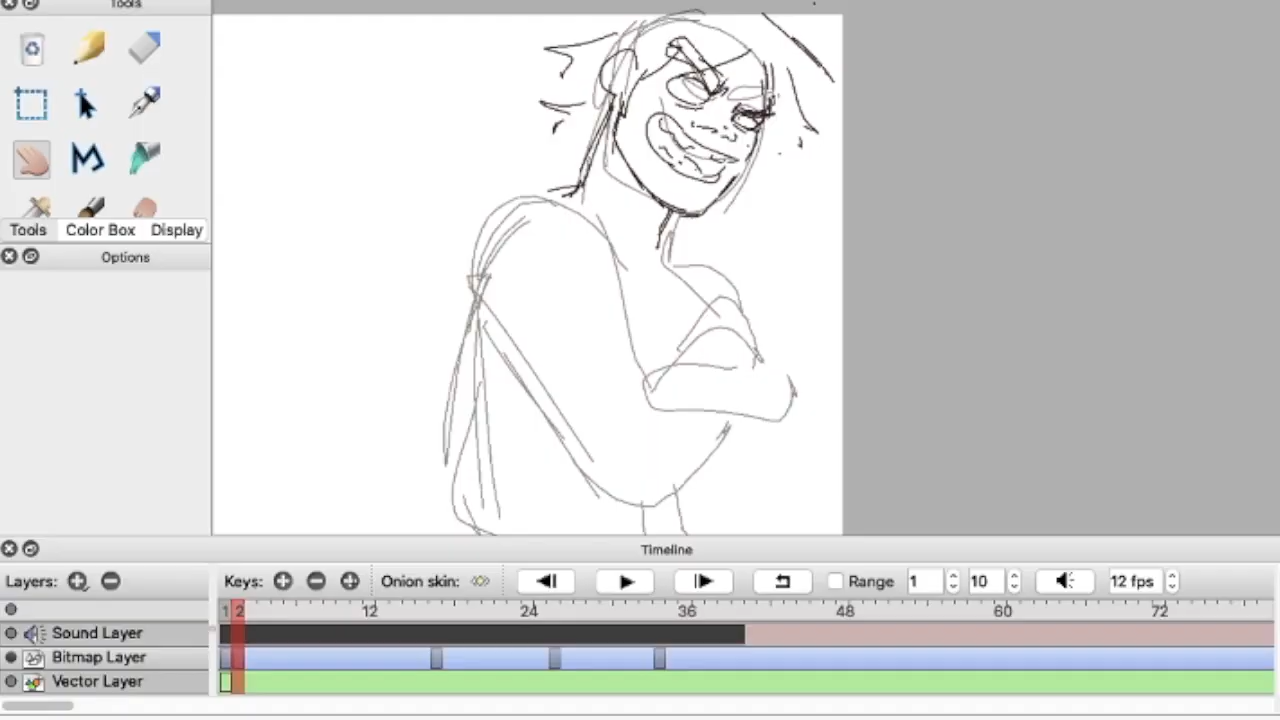 Tools
Tools Color Box Display
Options
Timeline
Layers: Keys: Onion skin: Range 1 10 12 fps
1 2 12 24 36 48 60 72
Sound Layer
Bitmap Layer
Vector Layer